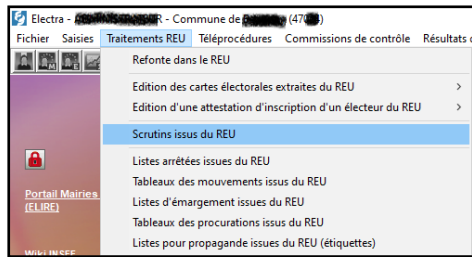 Electra - R - Commune de (47
Fichier Saisies Traitements REU Téléprocédures Commissions de contrôle Résultats
Refonte dans le REU
Edition des cartes électorales extraites du REU
Edition d'une attestation d'inscription d'un électeur du REU
Scrutins issus du REU
Listes arrêtées issues du REU
Tableaux des mouvements issus du REU
Portail Mairies
(ELIRE)
Listes d'émargement issues du REU
Tableaux des procurations issus du REU
Listes pour propagande issues du REU (étiquettes)
Wiki INSEE